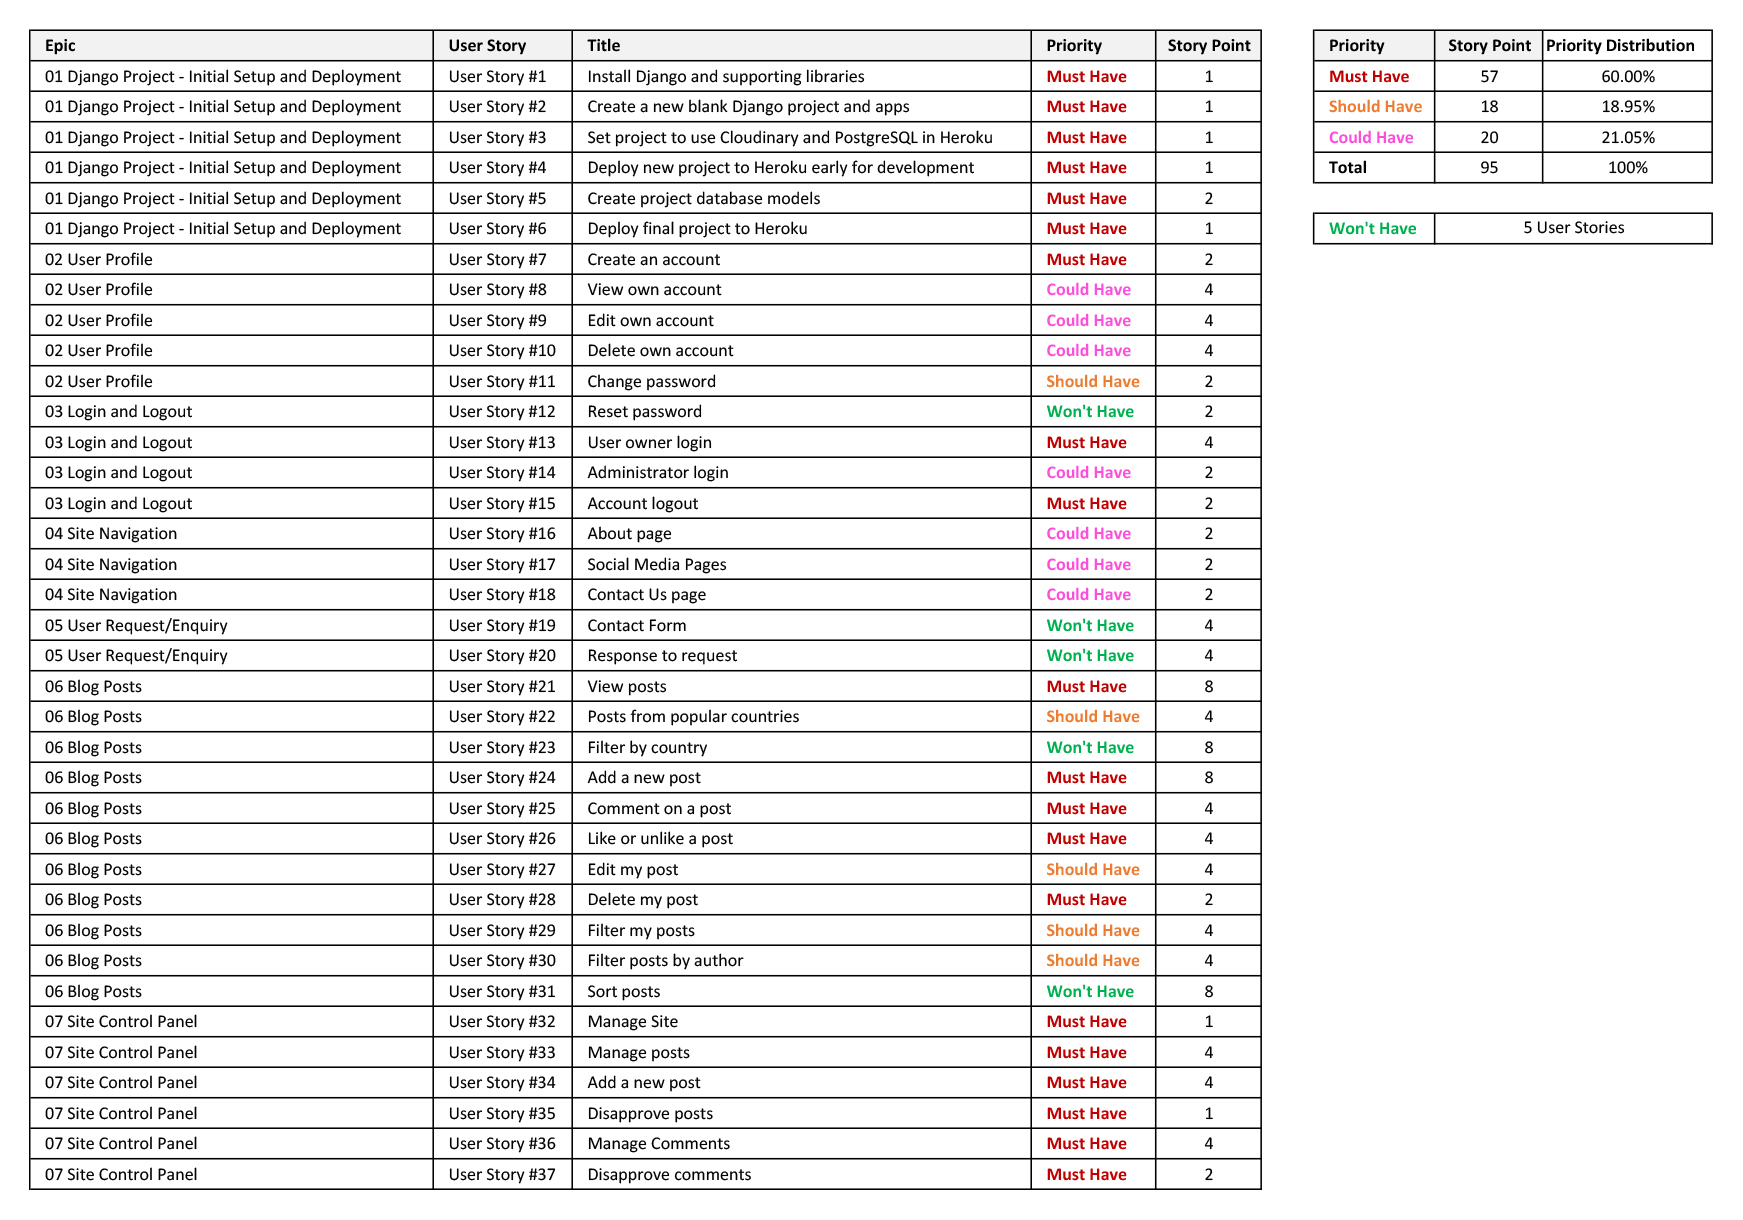 Epic User Story Title Priority Story Point
01 Django Project - Initial Setup and Deployment User Story #1 Install Django and supporting libraries Must Have 1
01 Django Project - Initial Setup and Deployment User Story #2 Create a new blank Django project and apps Must Have 1
01 Django Project - Initial Setup and Deployment User Story #3 Set project to use Cloudinary and PostgreSQL in Heroku Must Have 1
01 Django Project - Initial Setup and Deployment User Story #4 Deploy new project to Heroku early for development Must Have 1
01 Django Project - Initial Setup and Deployment User Story #5 Create project database models Must Have 2
01 Django Project - Initial Setup and Deployment User Story #6 Deploy final project to Heroku Must Have 1
02 User Profile User Story #7 Create an account Must Have 2
02 User Profile User Story #8 View own account Could Have 4
02 User Profile User Story #9 Edit own account Could Have 4
02 User Profile User Story #10 Delete own account Could Have 4
02 User Profile User Story #11 Change password Should Have 2
03 Login and Logout User Story #12 Reset password Won't Have 2
03 Login and Logout User Story #13 User owner login Must Have 4
03 Login and Logout User Story #14 Administrator login Could Have 2
03 Login and Logout User Story #15 Account logout Must Have 2
04 Site Navigation User Story #16 About page Could Have 2
04 Site Navigation User Story #17 Social Media Pages Could Have 2
04 Site Navigation User Story #18 Contact Us page Could Have 2
05 User Request/Enquiry User Story #19 Contact Form Won't Have 4
05 User Request/Enquiry User Story #20 Response to request Won't Have 4
06 Blog Posts User Story #21 View posts Must Have 8
06 Blog Posts User Story #22 Posts from popular countries Should Have 4
06 Blog Posts User Story #23 Filter by country Won't Have 8
06 Blog Posts User Story #24 Add a new post Must Have 8
06 Blog Posts User Story #25 Comment on a post Must Have 4
06 Blog Posts User Story #26 Like or unlike a post Must Have 4
06 Blog Posts User Story #27 Edit my post Should Have 4
06 Blog Posts User Story #28 Delete my post Must Have 2
06 Blog Posts User Story #29 Filter my posts Should Have 4
06 Blog Posts User Story #30 Filter posts by author Should Have 4
06 Blog Posts User Story #31 Sort posts Won't Have 8
07 Site Control Panel User Story #32 Manage Site Must Have 1
07 Site Control Panel User Story #33 Manage posts Must Have 4
07 Site Control Panel User Story #34 Add a new post Must Have 4
07 Site Control Panel User Story #35 Disapprove posts Must Have 1
07 Site Control Panel User Story #36 Manage Comments Must Have 4
07 Site Control Panel User Story #37 Disapprove comments Must Have 2
Priority Story Point Priority Distribution
Must Have 57 60.00%
Should Have 18 18.95%
Could Have 20 21.05%
Total 95 100%
Won't Have 5 User Stories